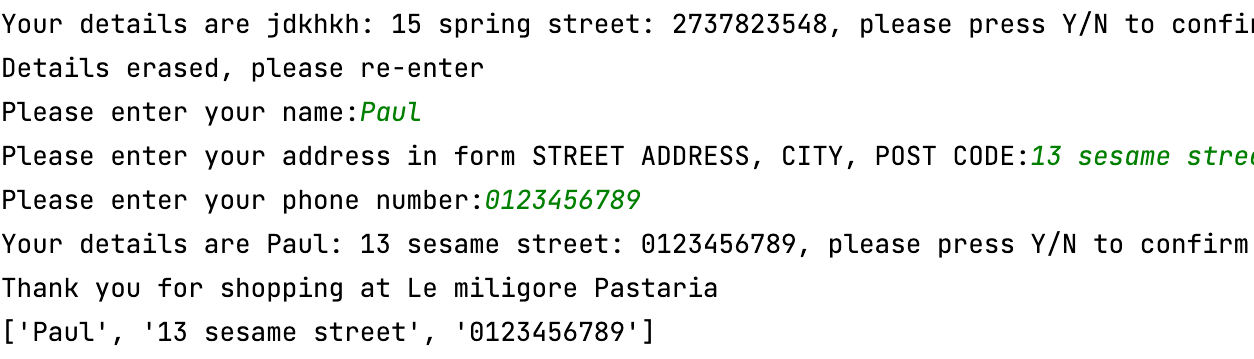 Your details are jdkhkh: 15 spring street: 2737823548, please press Y/N to
Details erased, please re-enter
Please enter your name:Paul
Please enter your address in form STREET ADDRESS, CITY, POST CODE:13 sesame
Please enter your phone number:0123456789
Your details are Paul: 13 sesame street: 0123456789, please press Y/N to confirm
Thank you for shopping at Le miligore Pastaria
['Paul', '13 sesame street', '0123456789']